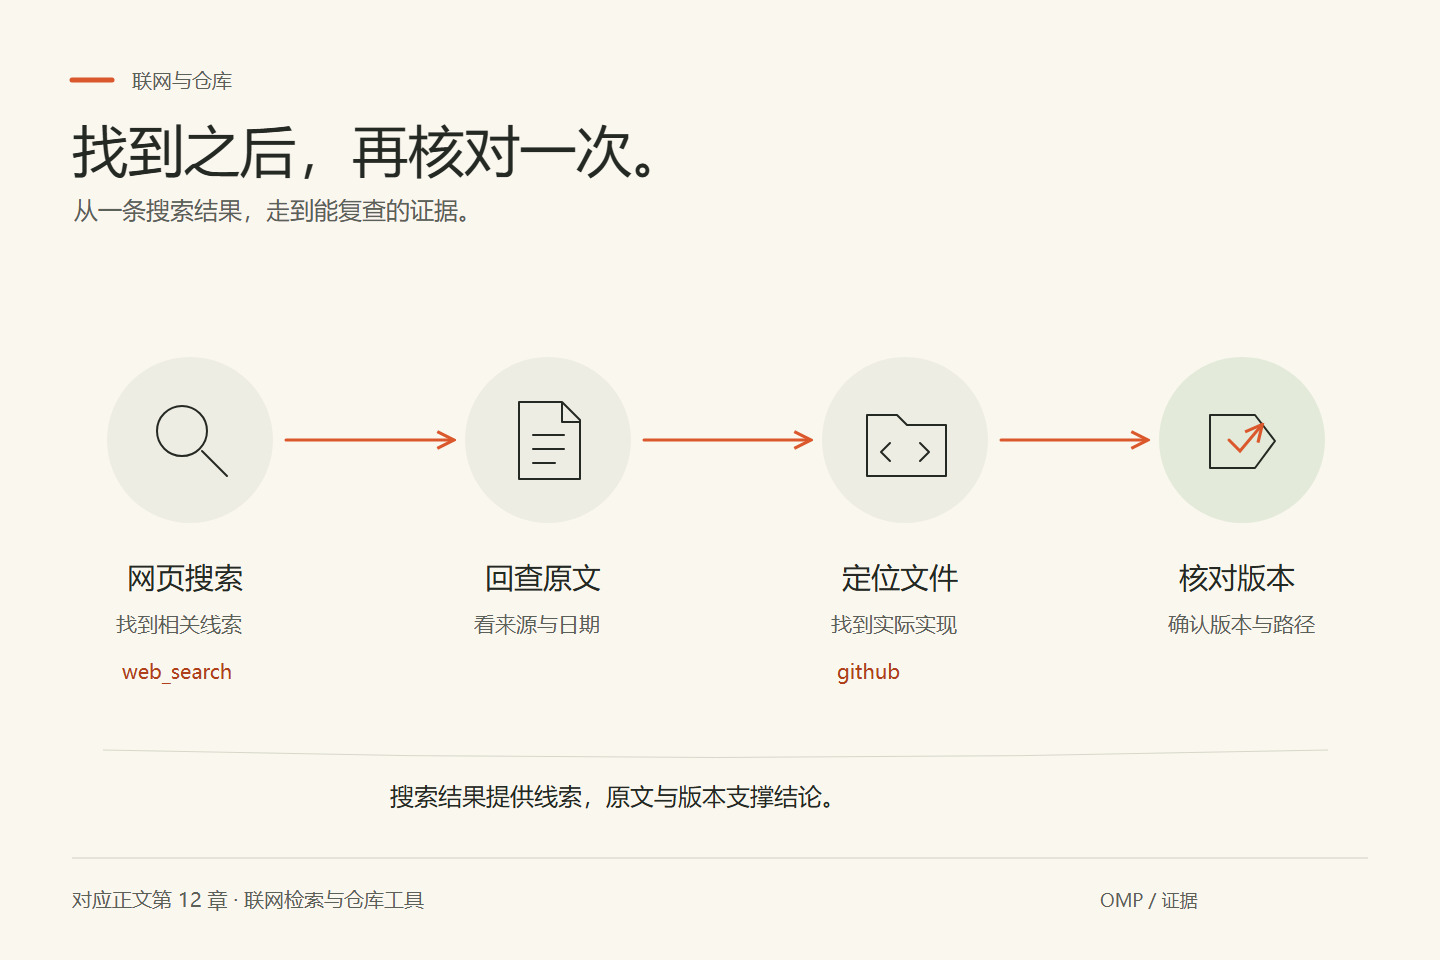 联网与仓库
找到之后，再核对一次。
从一条搜索结果，走到能复查的证据。
网页搜索
找到相关线索
web_search
回查原文
看来源与日期
定位文件
找到实际实现
github
核对版本
确认版本与路径
搜索结果提供线索，原文与版本支撑结论。
对应正文第 12 章 · 联网检索与仓库工具
OMP / 证据